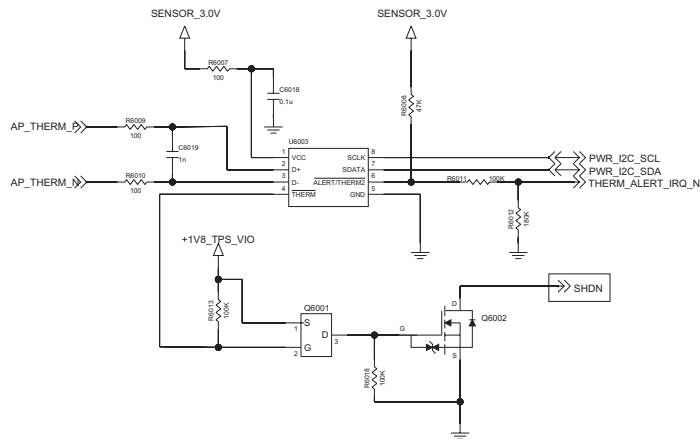 SENSOR_3.0V
SENSOR_3.0V
R6007
100
C6018
0.1u
R6008
47K
AP_THERM_P
R6009
100
C6019
1n
AP_THERM_N
R6010
100
U6003
1 VCC SCLK 8
2 D+ SDATA 7
3 D- ALERT/THERM2 6
4 THERM GND 5
PWR_I2C_SCL
PWR_I2C_SDA
THERM_ALERT_IRQ_N
R6011 100K
R6012
180K
+1V8_TPS_VIO
R6013
100K
Q6001
S
1
D
3
G
2
R6018
100K
G
D
S
Q6002
SHDN